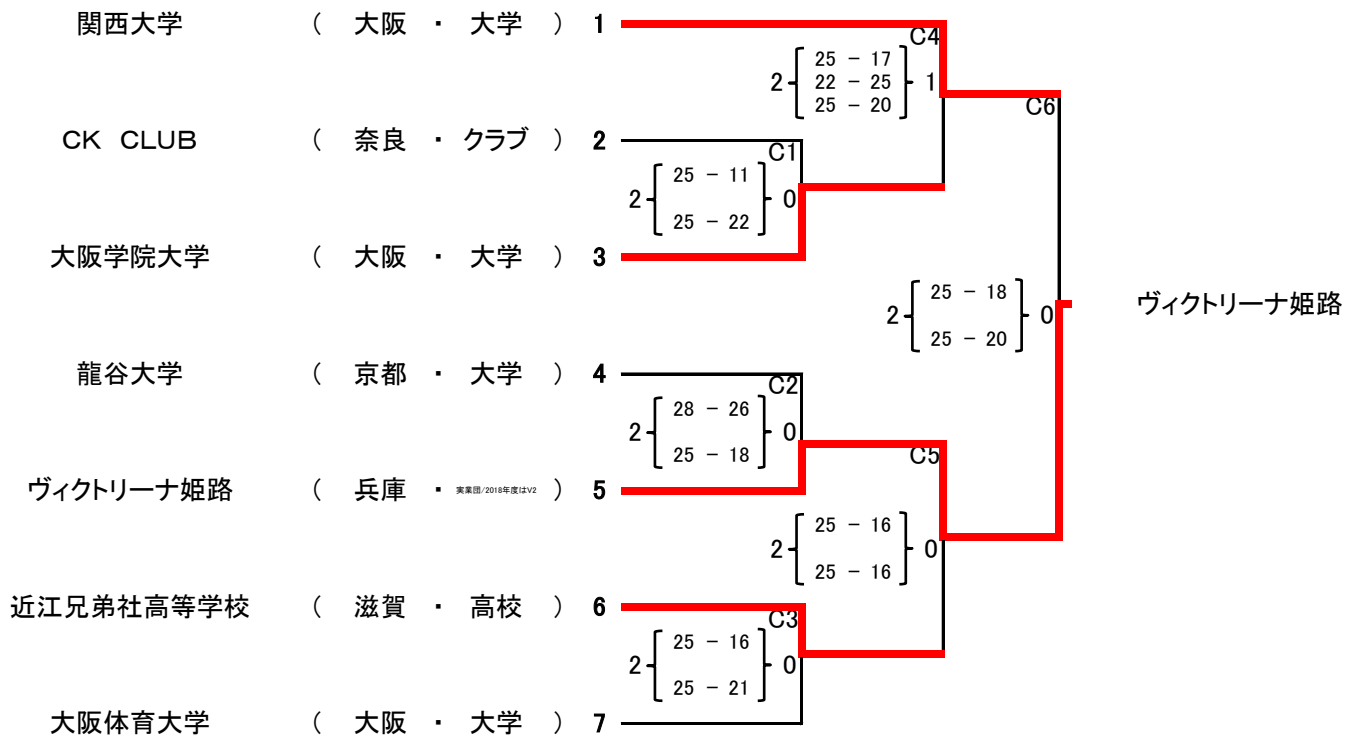 関西大学 ( 大阪 ・ 大学 ) 1
C4
25 - 17
2 22 - 25 1
25 - 20
C6
CK CLUB ( 奈良 ・ クラブ ) 2
C1
25 - 11
2 0
25 - 22
大阪学院大学 ( 大阪 ・ 大学 ) 3
25 - 18
2 0
25 - 20
ヴィクトリーナ姫路
龍谷大学 ( 京都 ・ 大学 ) 4
C2
28 - 26
2 0
25 - 18
C5
ヴィクトリーナ姫路 ( 兵庫 ・ 実業団/2018年度はV2 ) 5
25 - 16
2 0
25 - 16
近江兄弟社高等学校 ( 滋賀 ・ 高校 ) 6
C3
25 - 16
2 0
25 - 21
大阪体育大学 ( 大阪 ・ 大学 ) 7